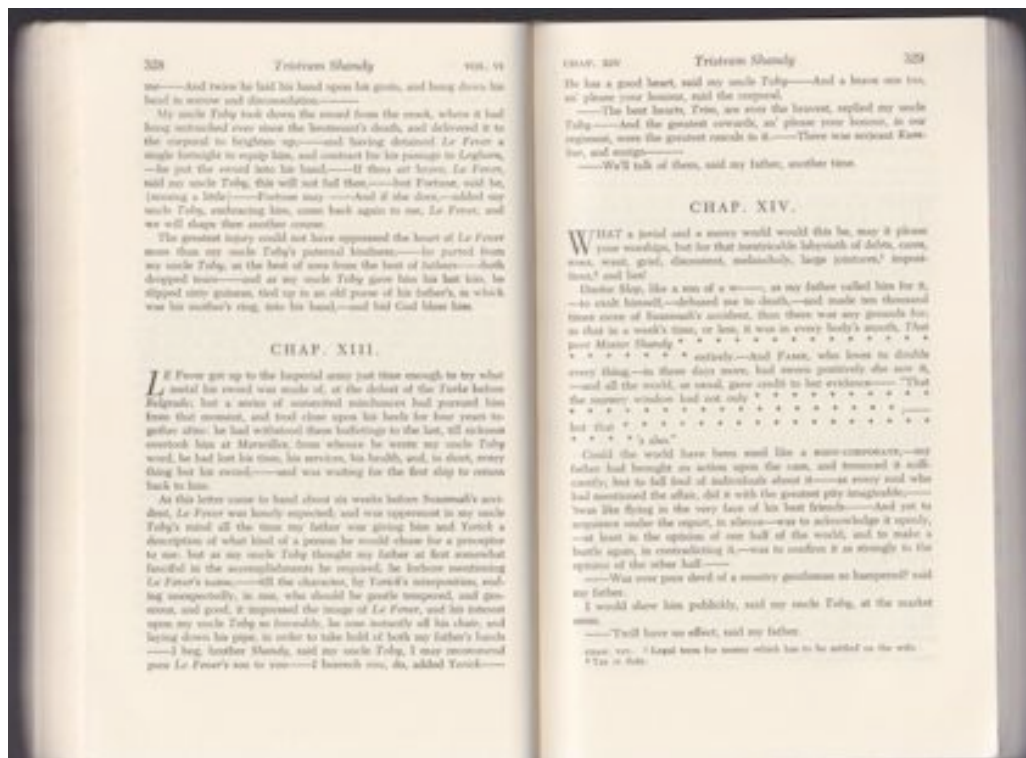 328 Tristram Shandy VOL. VI
me——And twice he laid his hand upon his groin, and hung down his
head in sorrow and disconsolation.———
My uncle Toby took down the sword from the crook, where it had
hung untouched ever since the lieutenant's death, and delivered it to
the corporal to brighten up;——and having detained Le Fever a
single fortnight to equip him, and contract for his passage to Leghorn,
—he put the sword into his hand,——If thou art brave, Le Fever,
said my uncle Toby, this will not fail thee,——but Fortune, said he,
(musing a little)——Fortune may——And if she does,—added my
uncle Toby, embracing him, come back again to me, Le Fever, and
we will shape thee another course.
The greatest injury could not have oppressed the heart of Le Fever
more than my uncle Toby's paternal kindness;——he parted from
my uncle Toby, as the best of sons from the best of fathers——both
dropped tears——and as my uncle Toby gave him his last kiss, he
slipped sixty guineas, tied up in an old purse of his father's, in which
was his mother's ring, into his hand,—and bid God bless him.
CHAP. XIII.
LE Fever got up to the Imperial army just time enough to try what
metal his sword was made of, at the defeat of the Turks before
Belgrade; but a series of unmerited mischances had pursued him
from that moment, and trod close upon his heels for four years to-
gether after: he had withstood these buffetings to the last, till sickness
overtook him at Marseilles, from whence he wrote my uncle Toby
word, he had lost his time, his services, his health, and, in short, every
thing but his sword;——and was waiting for the first ship to return
back to him.
As this letter came to hand about six weeks before Susannah's acci-
dent, Le Fever was hourly expected; and was uppermost in my uncle
Toby's mind all the time my father was giving him and Yorick a
description of what kind of a person he would chuse for a preceptor
to me: but as my uncle Toby thought my father at first somewhat
fanciful in the accomplishments he required, he forbore mentioning
Le Fever's name,——till the character, by Yorick's interposition, end-
ing unexpectedly, in one, who should be gentle tempered, and gen-
erous, and good, it impressed the image of Le Fever, and his interest
upon my uncle Toby so forceably, he rose instantly off his chair; and
laying down his pipe, in order to take hold of both my father's hands
——I beg, brother Shandy, said my uncle Toby, I may recommend
poor Le Fever's son to you——I beseech you, do, added Yorick——
CHAP. XIV Tristram Shandy 329
He has a good heart, said my uncle Toby——And a brave one too,
an' please your honour, said the corporal.
——The best hearts, Trim, are ever the bravest, replied my uncle
Toby.——And the greatest cowards, an' please your honour, in our
regiment, were the greatest rascals in it.——There was serjeant Kum-
bur, and ensign———
——We'll talk of them, said my father, another time.
CHAP. XIV.
WHAT a jovial and a merry world would this be, may it please
your worships, but for that inextricable labyrinth of debts, cares,
woes, want, grief, discontent, melancholy, large jointures,¹ impos-
itions,² and lies!
Doctor Slop, like a son of a w——, as my father called him for it,
—to exalt himself,—debased me to death,—and made ten thousand
times more of Susannah's accident, than there was any grounds for;
so that in a week's time, or less, it was in every body's mouth, That
poor Master Shandy * * * * * * * * * * * *
* * * * * * * * entirely.—And FAME, who loves to double
every thing,—in three days more, had sworn positively she saw it,
—and all the world, as usual, gave credit to her evidence——"That
the nursery window had not only * * * * * * * * * *
* * * * * * * * * * * * * * * * * *;——
but that * * * * * * * * * * * * * * *
* * * * 's also."
Could the world have been sued like a BODY-CORPORATE,—my
father had brought an action upon the case, and trounced it suffi-
ciently; but to fall foul of individuals about it——as every soul who
had mentioned the affair, did it with the greatest pity imaginable;——
'twas like flying in the very face of his best friends:——And yet to
acquiesce under the report, in silence—was to acknowledge it openly,
—at least in the opinion of one half of the world; and to make a
bustle again, in contradicting it,—was to confirm it as strongly in the
opinion of the other half.——
——Was ever poor devil of a country gentleman so hampered? said
my father.
I would shew him publickly, said my uncle Toby, at the market
cross.
——'Twill have no effect, said my father.
CHAP. XIV. ¹ Legal term for money which has to be settled on the wife.
² Tax or duty.